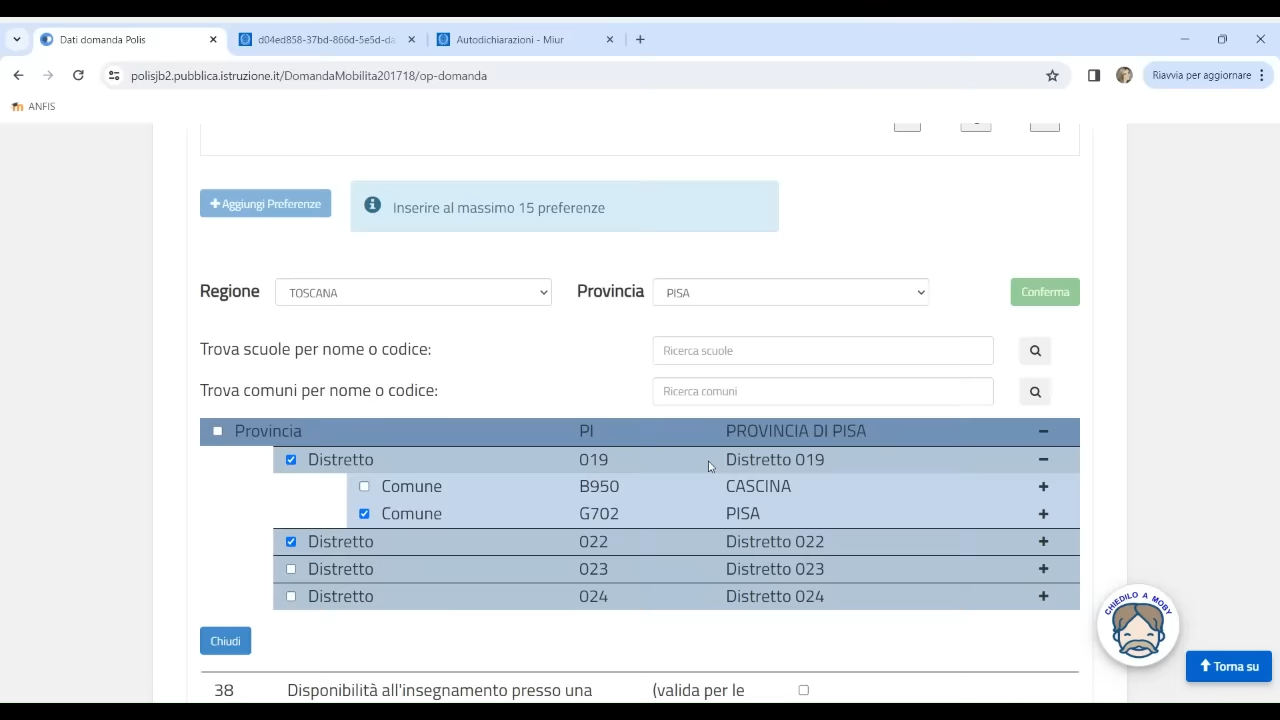 Dati domanda Polis
d04ed858-37bd-866d-5e5d-da
Autodichiarazioni - Miur
polisjb2.pubblica.istruzione.it/DomandaMobilita201718/ol-domanda
Riavvia per aggiornare
ANFIS
Aggiungi Preferenze
Inserire al massimo 15 preferenze
Regione TOSCANA Provincia PISA Conferma
Trova scuole per nome o codice: Ricerca scuole
Trova comuni per nome o codice: Ricerca comuni
Provincia PI PROVINCIA DI PISA
Distretto 019 Distretto 019
Comune B950 CASCINA
Comune G702 PISA
Distretto 022 Distretto 022
Distretto 023 Distretto 023
Distretto 024 Distretto 024
CHIEDILO A MOBY
Chiudi
Torna su
38 Disponibilità all'insegnamento presso una (valida per le